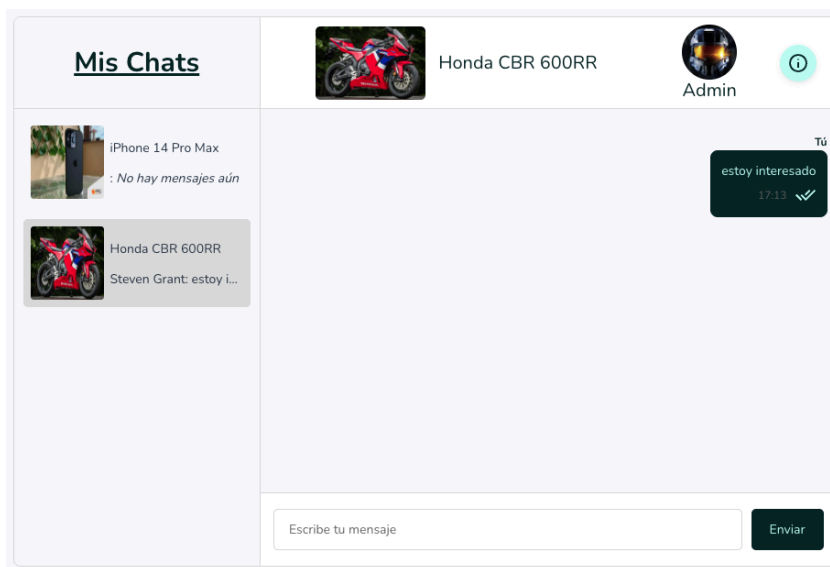 Mis Chats
Honda CBR 600RR
Admin
iPhone 14 Pro Max
: No hay mensajes aún
Honda CBR 600RR
Steven Grant: estoy i...
Tú
estoy interesado
17:13
Escribe tu mensaje
Enviar